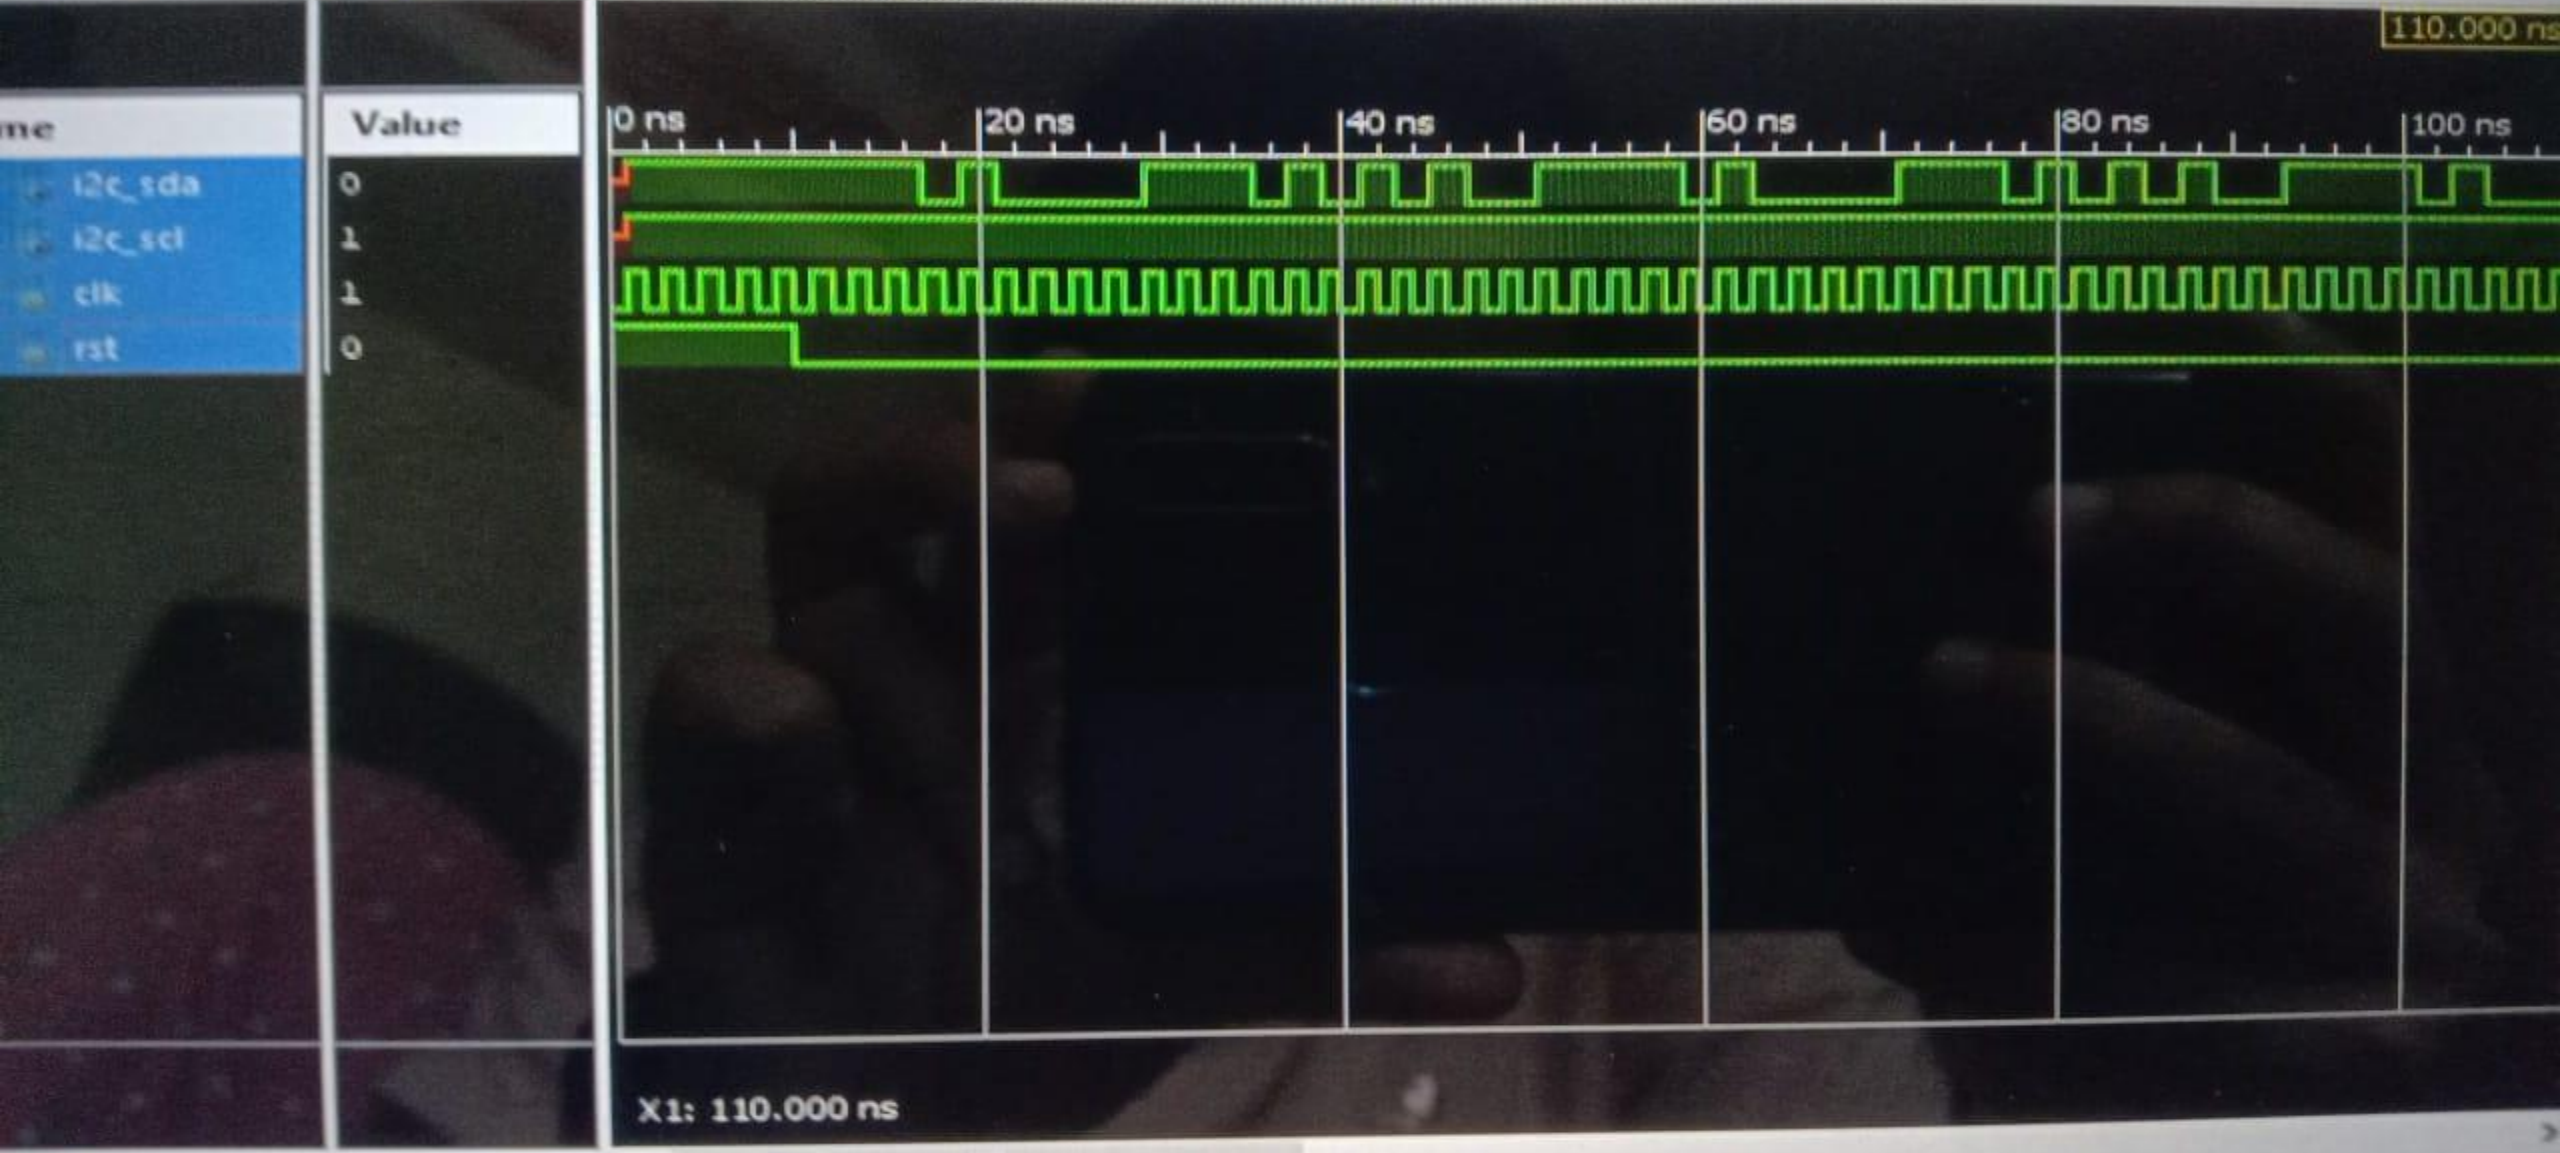 110.000 ns
me Value
0 ns 20 ns 40 ns 60 ns 80 ns 100 ns
i2c_sda 0
i2c_scl 1
clk 1
rst 0
X1: 110.000 ns